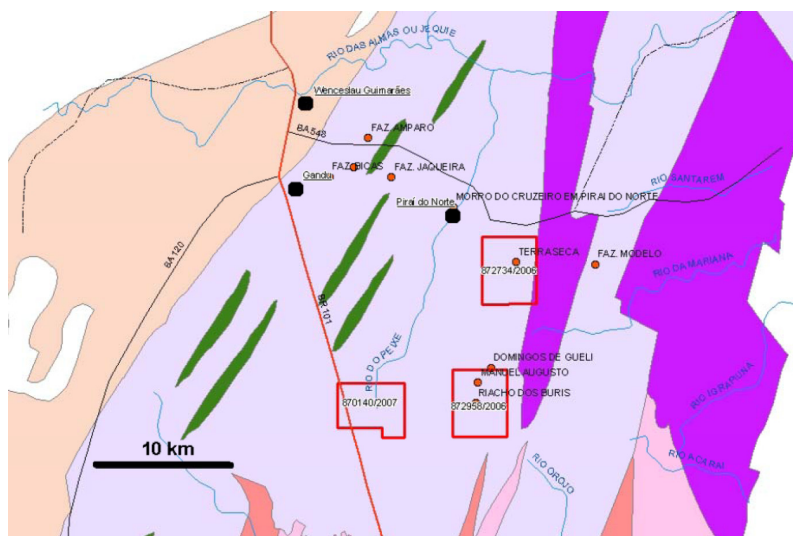 RIO DAS ALMAS OU JEQUIE
Wenceslau Guimarães
FAZ. AMPARO
BA 548
FAZ. BICAS
FAZ. JAQUEIRA
Gandu
RIO SANTAREM
MORRO DO CRUZEIRO EM PIRAI DO NORTE
Piraí do Norte
BA 120
TERRASECA
FAZ. MODELO
872734/2006
RIO DA MARIANA
BR 101
RIO DO PEIXE
DOMINGOS DE GUELI
MANOEL AUGUSTO
RIACHO DOS BURIS
870140/2007
872958/2006
RIO IGRAPIUNA
10 km
RIO OROJO
RIO ACARAI